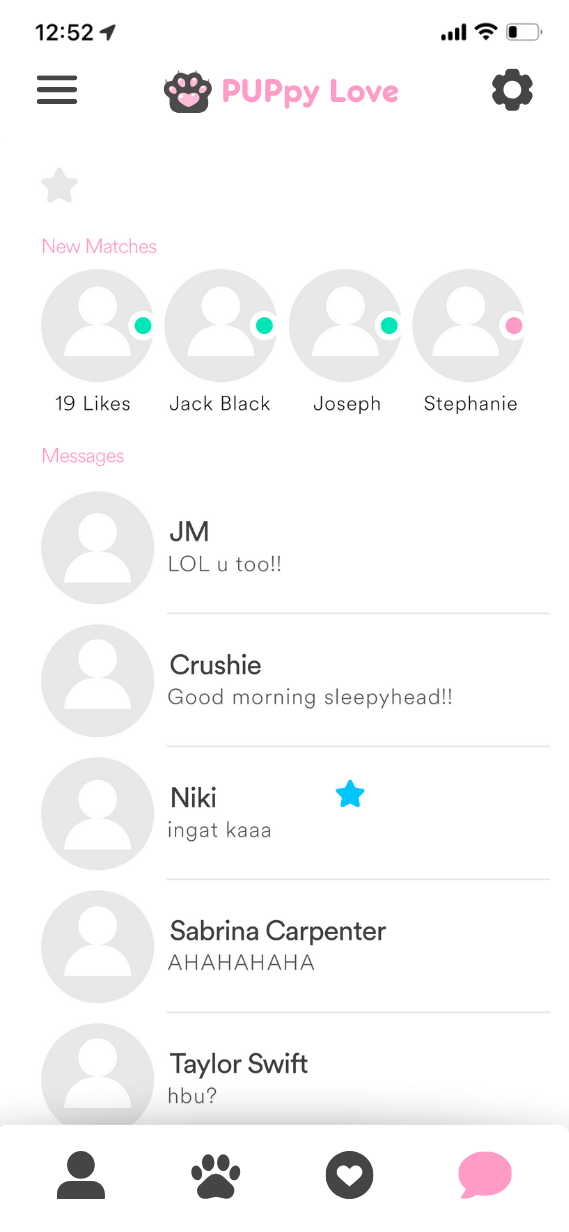 12:52
PUPpy Love
New Matches
19 Likes Jack Black Joseph Stephanie
Messages
JM
LOL u too!!
Crushie
Good morning sleepyhead!!
Niki
ingat kaaa
Sabrina Carpenter
AHAHAHAHA
Taylor Swift
hbu?